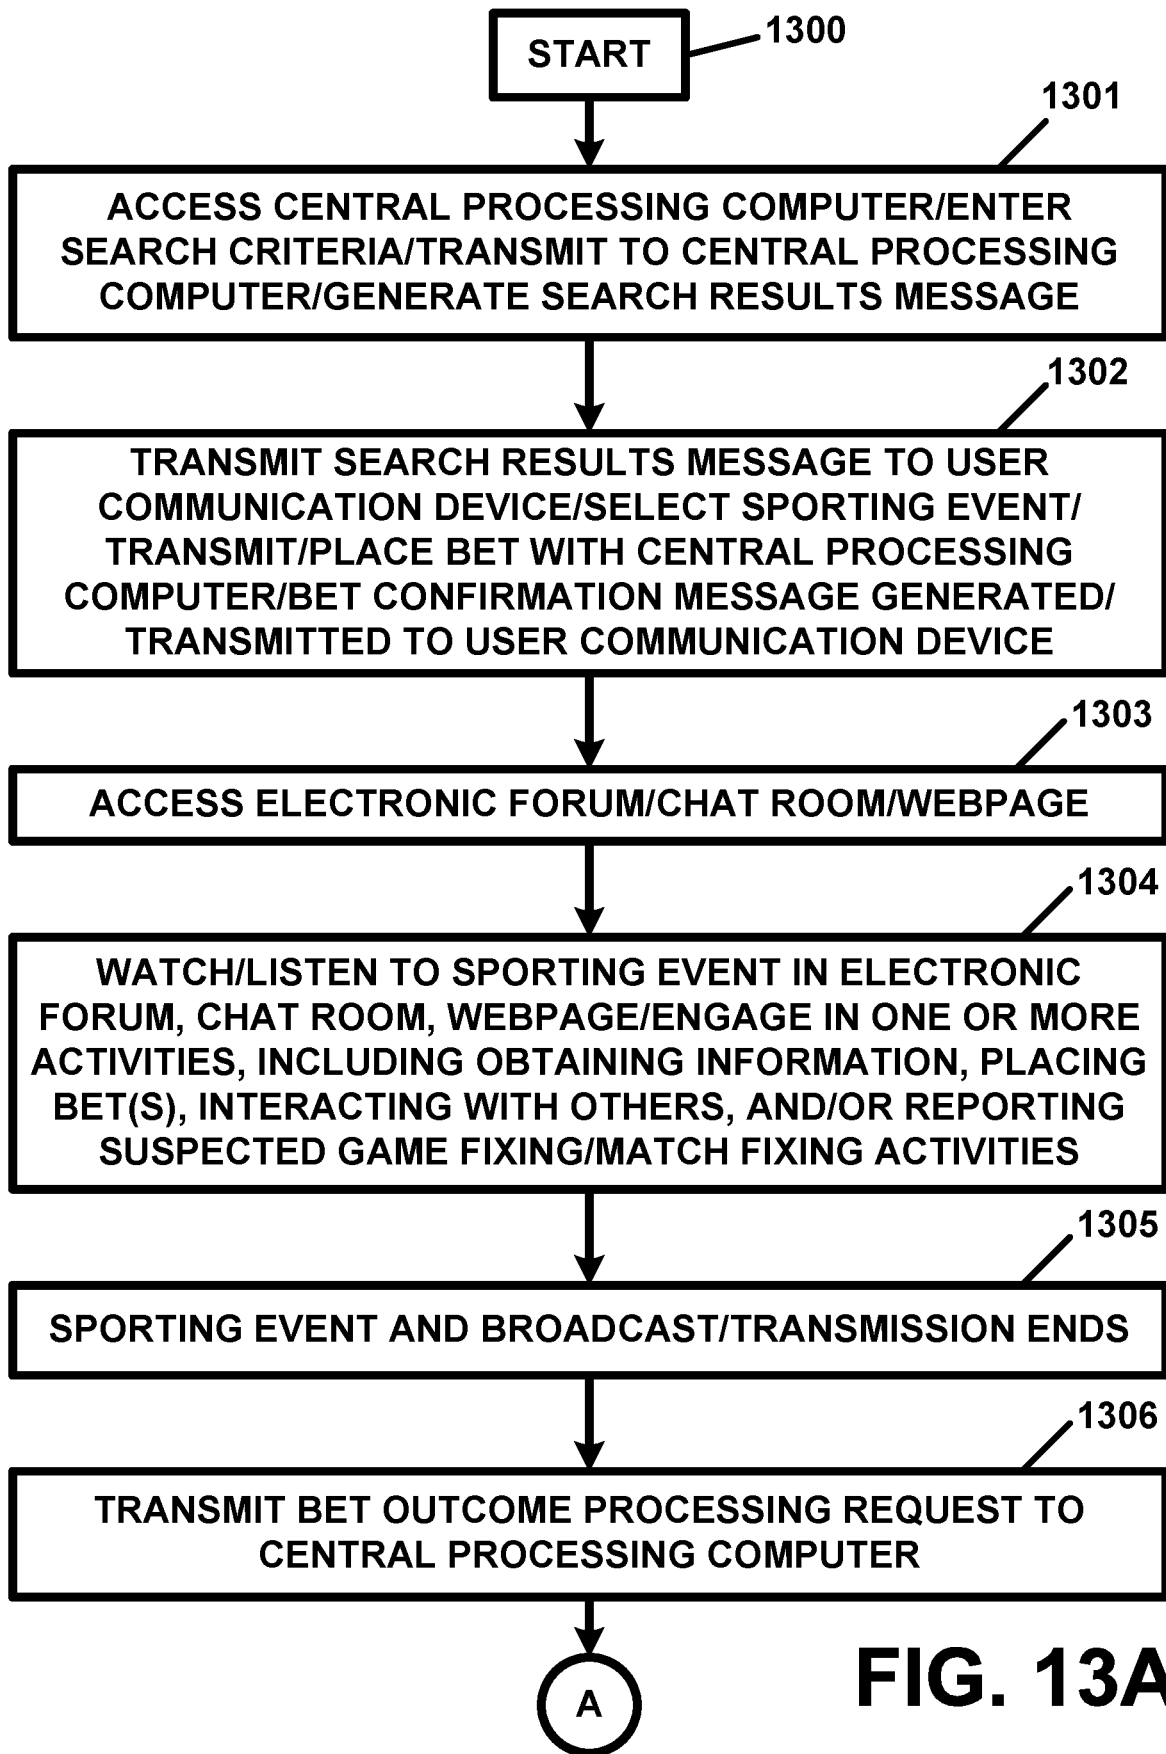 START
1300
1301
ACCESS CENTRAL PROCESSING COMPUTER/ENTER
SEARCH CRITERIA/TRANSMIT TO CENTRAL PROCESSING
COMPUTER/GENERATE SEARCH RESULTS MESSAGE
1302
TRANSMIT SEARCH RESULTS MESSAGE TO USER
COMMUNICATION DEVICE/SELECT SPORTING EVENT/
TRANSMIT/PLACE BET WITH CENTRAL PROCESSING
COMPUTER/BET CONFIRMATION MESSAGE GENERATED/
TRANSMITTED TO USER COMMUNICATION DEVICE
1303
ACCESS ELECTRONIC FORUM/CHAT ROOM/WEBPAGE
1304
WATCH/LISTEN TO SPORTING EVENT IN ELECTRONIC
FORUM, CHAT ROOM, WEBPAGE/ENGAGE IN ONE OR MORE
ACTIVITIES, INCLUDING OBTAINING INFORMATION, PLACING
BET(S), INTERACTING WITH OTHERS, AND/OR REPORTING
SUSPECTED GAME FIXING/MATCH FIXING ACTIVITIES
1305
SPORTING EVENT AND BROADCAST/TRANSMISSION ENDS
1306
TRANSMIT BET OUTCOME PROCESSING REQUEST TO
CENTRAL PROCESSING COMPUTER
A
FIG. 13A